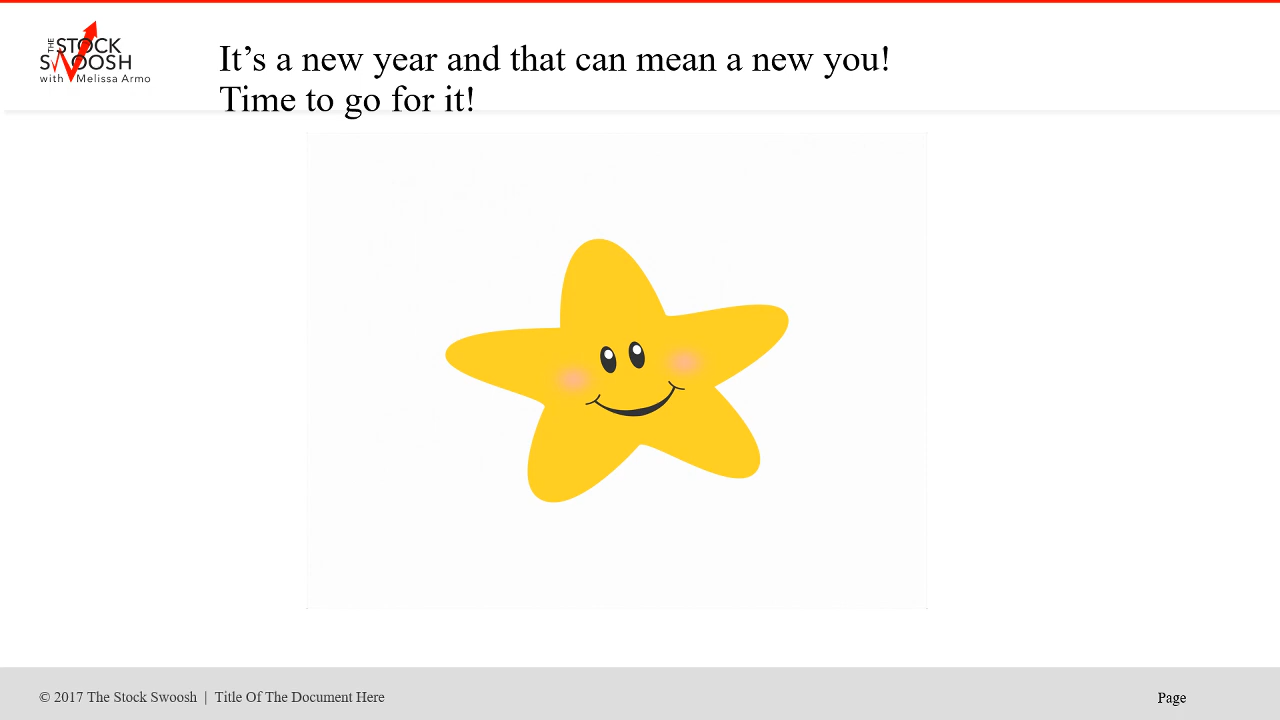 THE STOCK
SWOOSH
with Melissa Armo
It’s a new year and that can mean a new you!
Time to go for it!
© 2017 The Stock Swoosh | Title Of The Document Here
Page